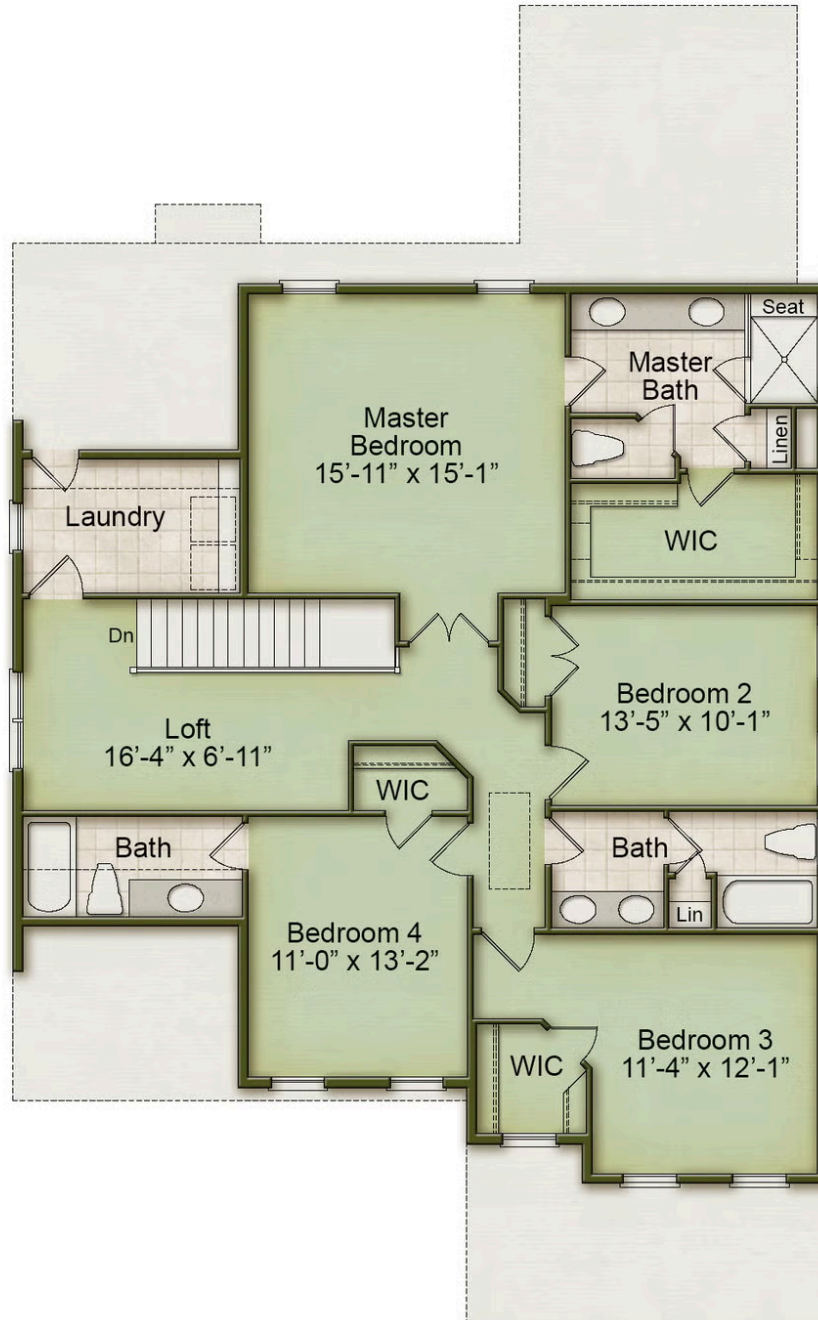 Seat
Master
Bath
Master
Bedroom
15’-11” x 15’-1”
Linen
Laundry
WIC
Dn
Bedroom 2
13’-5” x 10’-1”
Loft
16’-4” x 6’-11”
WIC
Bath
Bath
Lin
Bedroom 4
11’-0” x 13’-2”
Bedroom 3
11’-4” x 12’-1”
WIC